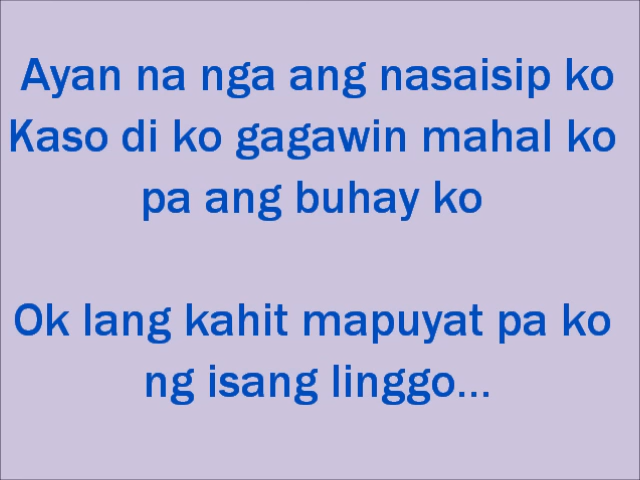 Ayan na nga ang nasaisip ko
Kaso di ko gagawin mahal ko
pa ang buhay ko
Ok lang kahit mapuyat pa ko
ng isang linggo...